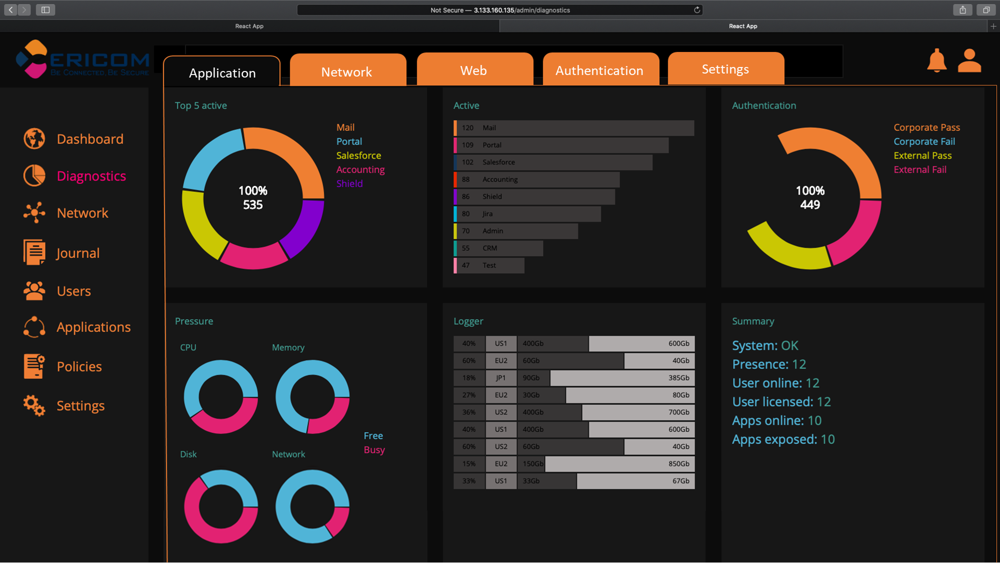 Not Secure — 3.133.160.135/admin/diagnostics
React App
React App
ERICOM
BE CONNECTED, BE SECURE
Application
Network
Web
Authentication
Settings
Dashboard
Diagnostics
Network
Journal
Users
Applications
Policies
Settings
Top 5 active
Mail
Portal
Salesforce
Accounting
Shield
100%
535
Active
120 Mail
109 Portal
102 Salesforce
88 Accounting
86 Shield
80 Jira
70 Admin
55 CRM
47 Test
Authentication
Corporate Pass
Corporate Fail
External Pass
External Fail
100%
449
Pressure
CPU
Memory
Disk
Network
Free
Busy
Logger
40% US1 400Gb 600Gb
60% EU2 60Gb 40Gb
18% JP1 90Gb 385Gb
27% EU2 30Gb 80Gb
36% US2 400Gb 700Gb
40% US1 400Gb 600Gb
60% US2 60Gb 40Gb
15% EU2 150Gb 850Gb
33% US1 33Gb 67Gb
Summary
System: OK
Presence: 12
User online: 12
User licensed: 12
Apps online: 10
Apps exposed: 10